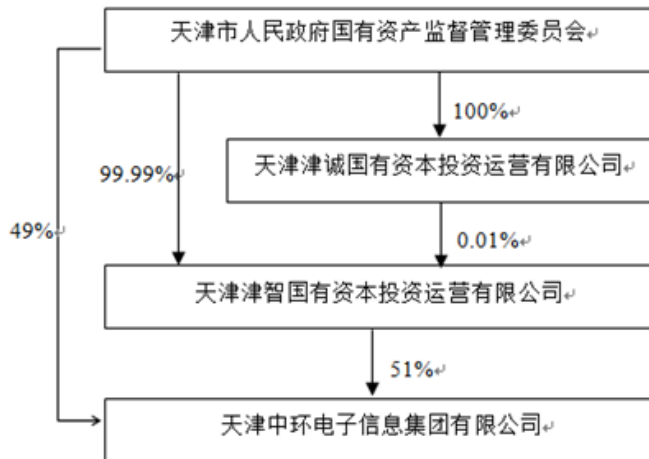 天津市人民政府国有资产监督管理委员会
100%
天津津诚国有资本投资运营有限公司
99.99%
49%
0.01%
天津津智国有资本投资运营有限公司
51%
天津中环电子信息集团有限公司